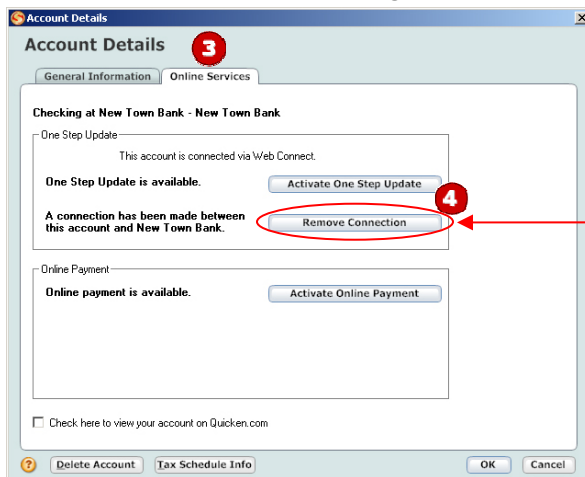 Account Details
Account Details
3
General Information Online Services
Checking at New Town Bank - New Town Bank
One Step Update
This account is connected via Web Connect.
One Step Update is available. Activate One Step Update
4
A connection has been made between
this account and New Town Bank. Remove Connection
Online Payment
Online payment is available. Activate Online Payment
Check here to view your account on Quicken.com
? Delete Account Tax Schedule Info OK Cancel